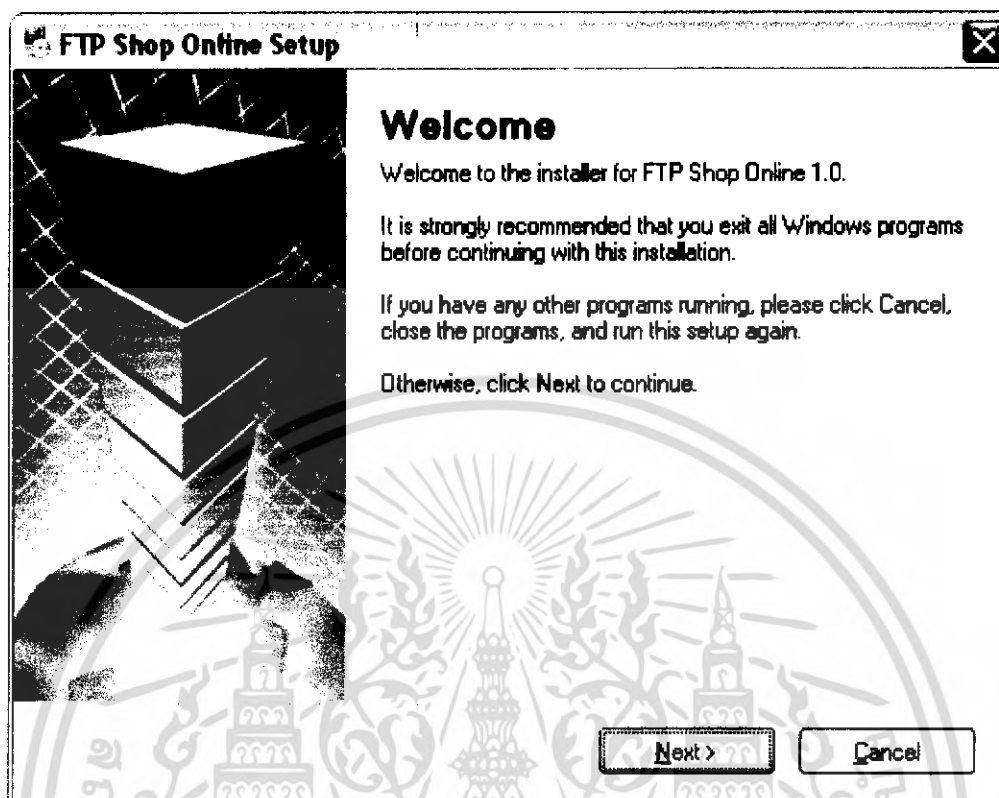 FTP Shop Online Setup
Welcome
Welcome to the installer for FTP Shop Online 1.0.
It is strongly recommended that you exit all Windows programs
before continuing with this installation.
If you have any other programs running, please click Cancel,
close the programs, and run this setup again.
Otherwise, click Next to continue.
Next >
Cancel